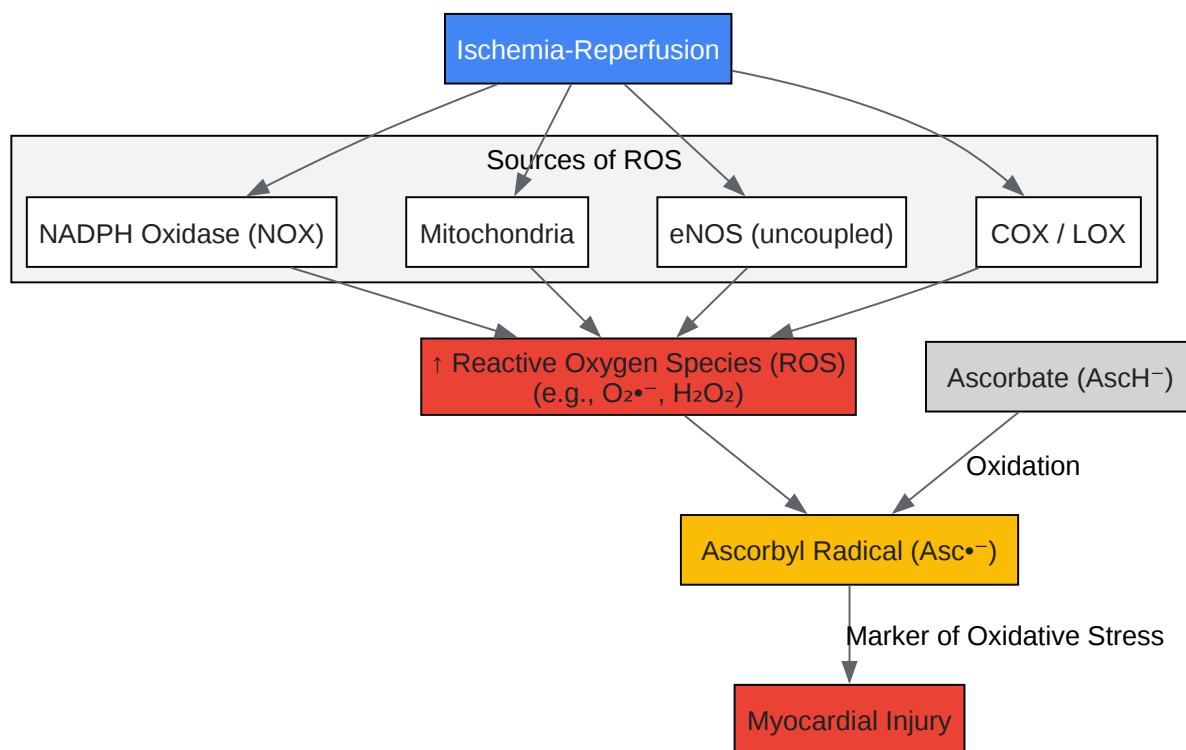 Ischemia-Reperfusion
Sources of ROS
NADPH Oxidase (NOX)
Mitochondria
eNOS (uncoupled)
COX / LOX
↑ Reactive Oxygen Species (ROS)
(e.g., O₂•⁻, H₂O₂)
Ascorbate (AscH⁻)
Oxidation
Ascorbyl Radical (Asc•⁻)
Marker of Oxidative Stress
Myocardial Injury